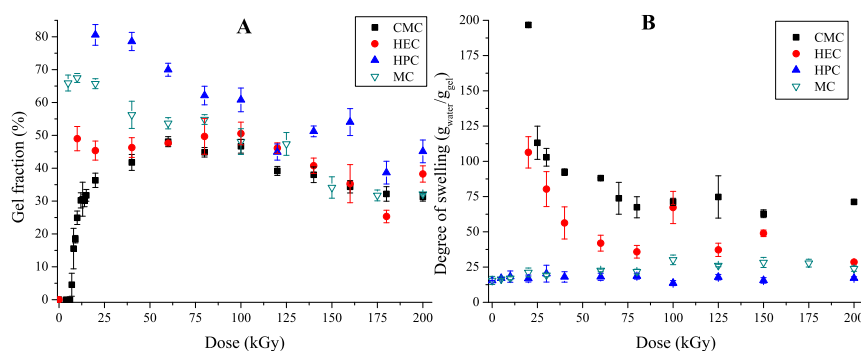 A
CMC
HEC
HPC
MC
Gel fraction (%)
80
70
60
50
40
30
20
10
0
0 25 50 75 100 125 150 175 200
Dose (kGy)
B
CMC
HEC
HPC
MC
Degree of swelling (g_water/g_gel)
200
175
150
125
100
75
50
25
0
0 25 50 75 100 125 150 175 200
Dose (kGy)